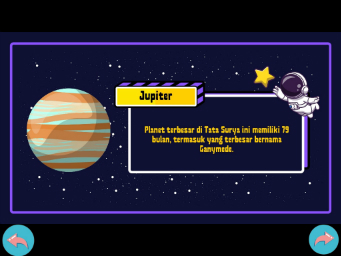 Jupiter
Planet terbesar di Tata Surya ini memiliki 79
bulan, termasuk yang terbesar bernama
Ganymede.